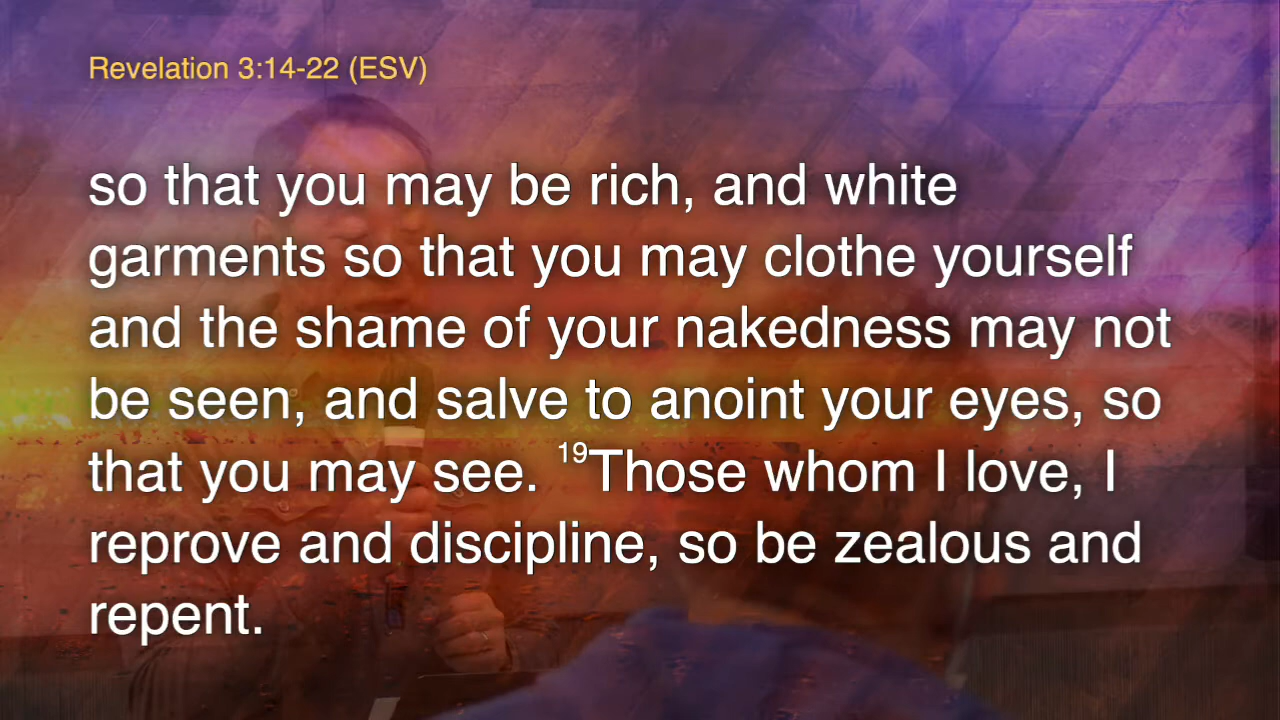 Revelation 3:14-22 (ESV)
so that you may be rich, and white
garments so that you may clothe yourself
and the shame of your nakedness may not
be seen, and salve to anoint your eyes, so
that you may see. ¹⁹Those whom I love, I
reprove and discipline, so be zealous and
repent.